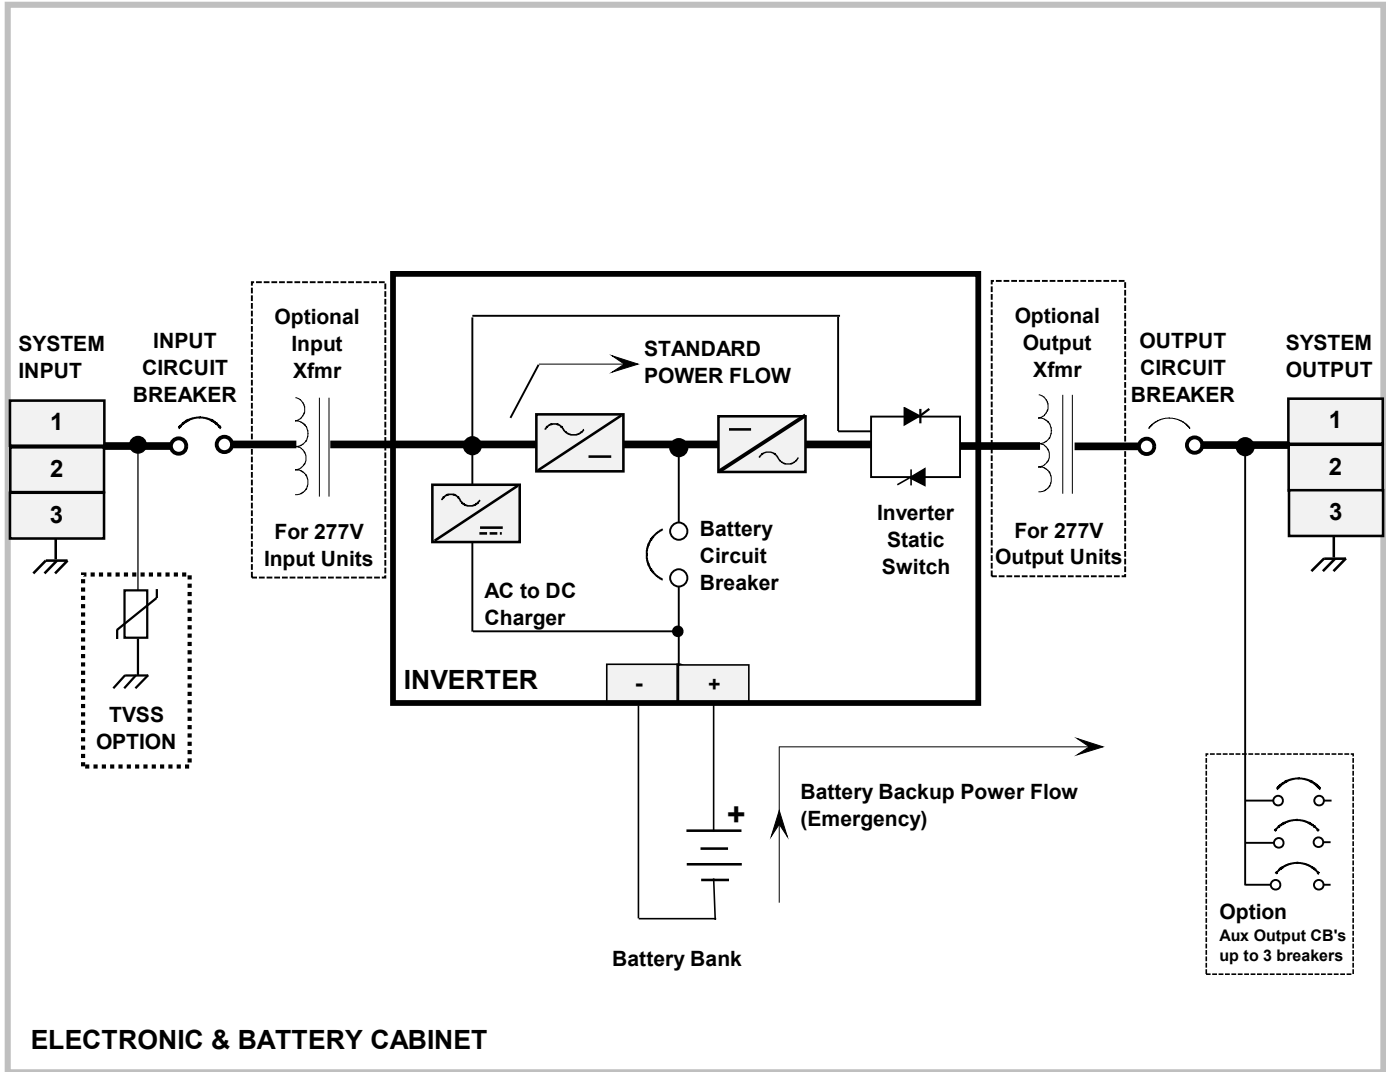 SYSTEM
INPUT
1
2
3
INPUT
CIRCUIT
BREAKER
TVSS
OPTION
Optional
Input
Xfmr
For 277V
Input Units
STANDARD
POWER FLOW
AC to DC
Charger
Battery
Circuit
Breaker
Inverter
Static
Switch
INVERTER
-
+
+
Battery Bank
Battery Backup Power Flow
(Emergency)
Optional
Output
Xfmr
For 277V
Output Units
OUTPUT
CIRCUIT
BREAKER
SYSTEM
OUTPUT
1
2
3
Option
Aux Output CB's
up to 3 breakers
ELECTRONIC & BATTERY CABINET